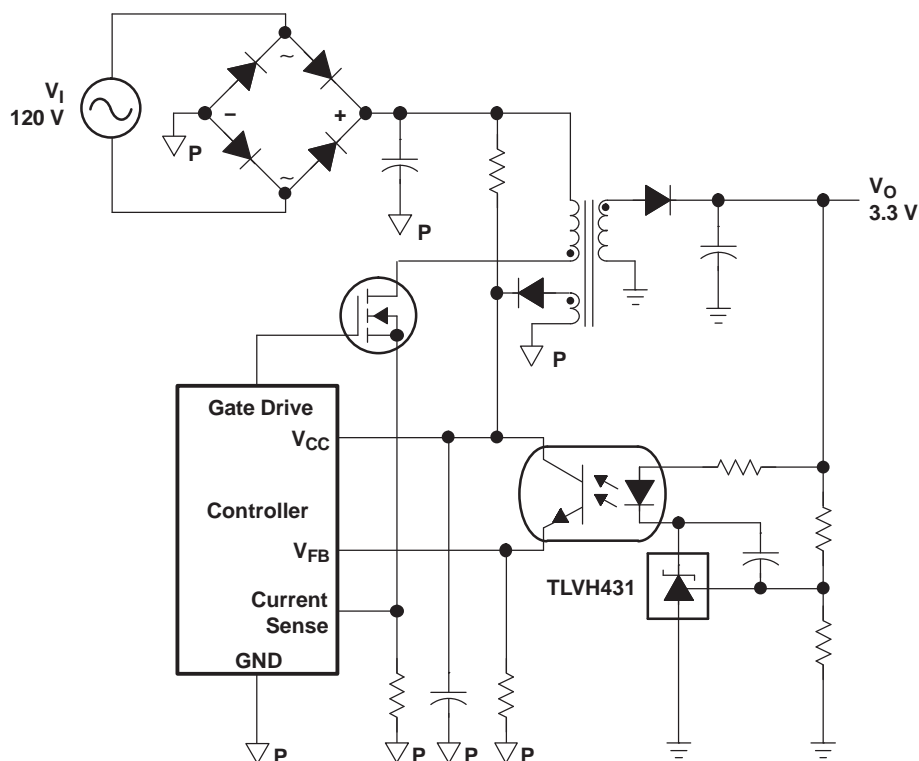 ~
V_I
120 V
–
+
P
~
P
V_O
3.3 V
P
Gate Drive
V_CC
Controller
V_FB
TLVH431
Current
Sense
GND
P
P
P
P